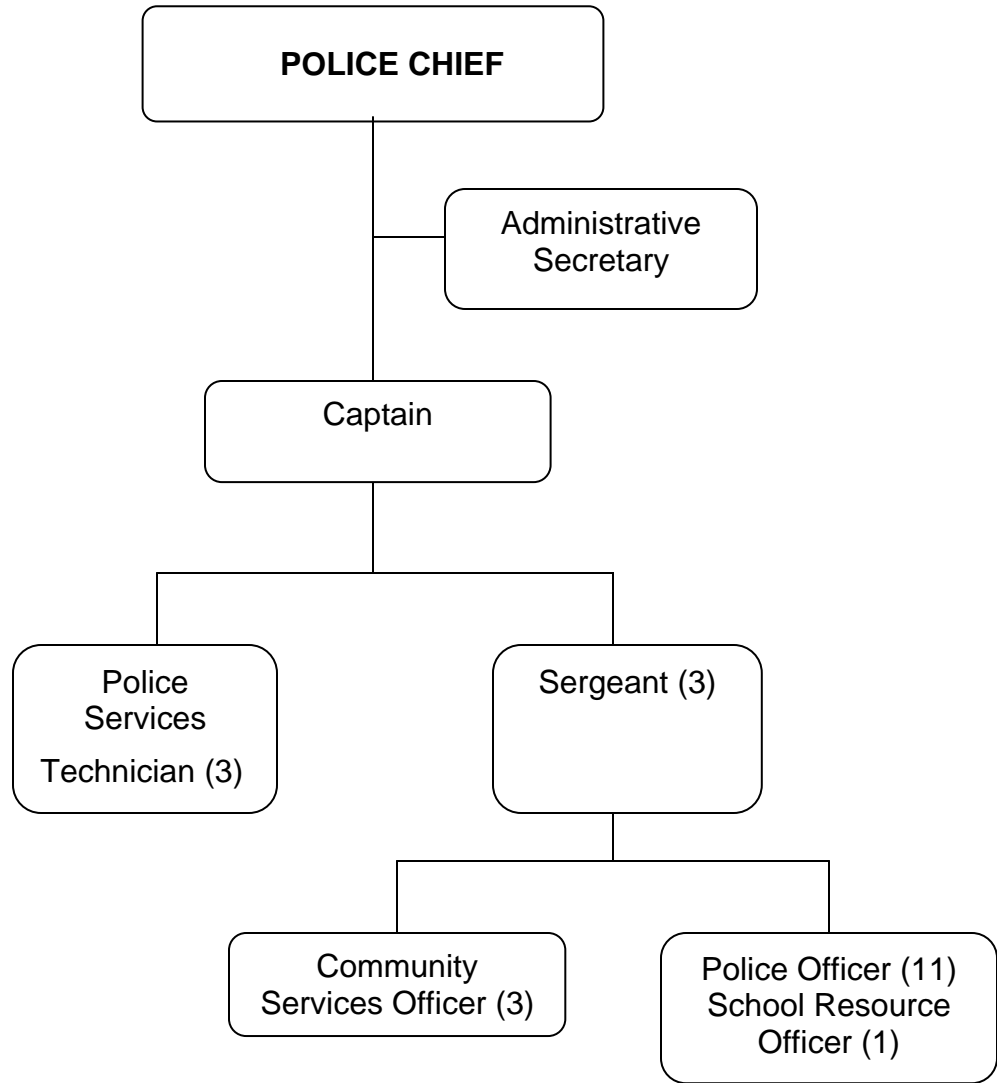 POLICE CHIEF
Administrative
Secretary
Captain
Police
Services
Technician (3)
Sergeant (3)
Community
Services Officer (3)
Police Officer (11)
School Resource
Officer (1)